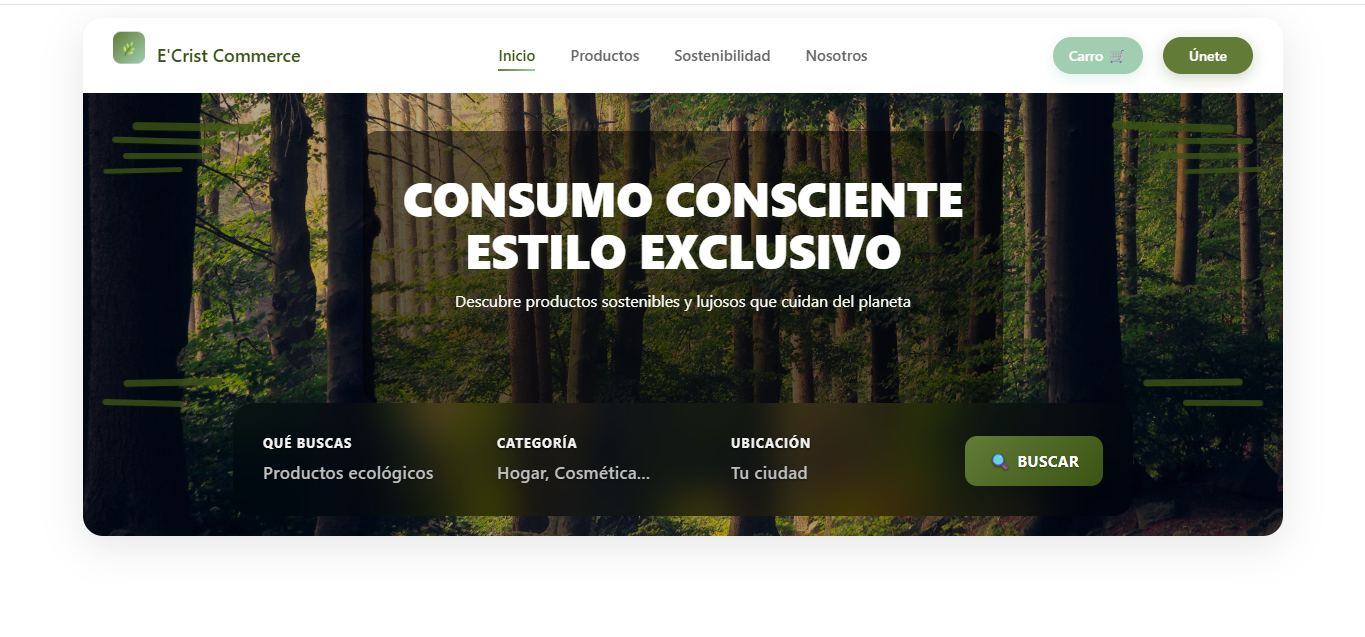 E'Crist Commerce
Inicio
Productos
Sostenibilidad
Nosotros
Carro
Únete
CONSUMO CONSCIENTE
ESTILO EXCLUSIVO
Descubre productos sostenibles y lujosos que cuidan del planeta
QUÉ BUSCAS
Productos ecológicos
CATEGORÍA
Hogar, Cosmética...
UBICACIÓN
Tu ciudad
BUSCAR